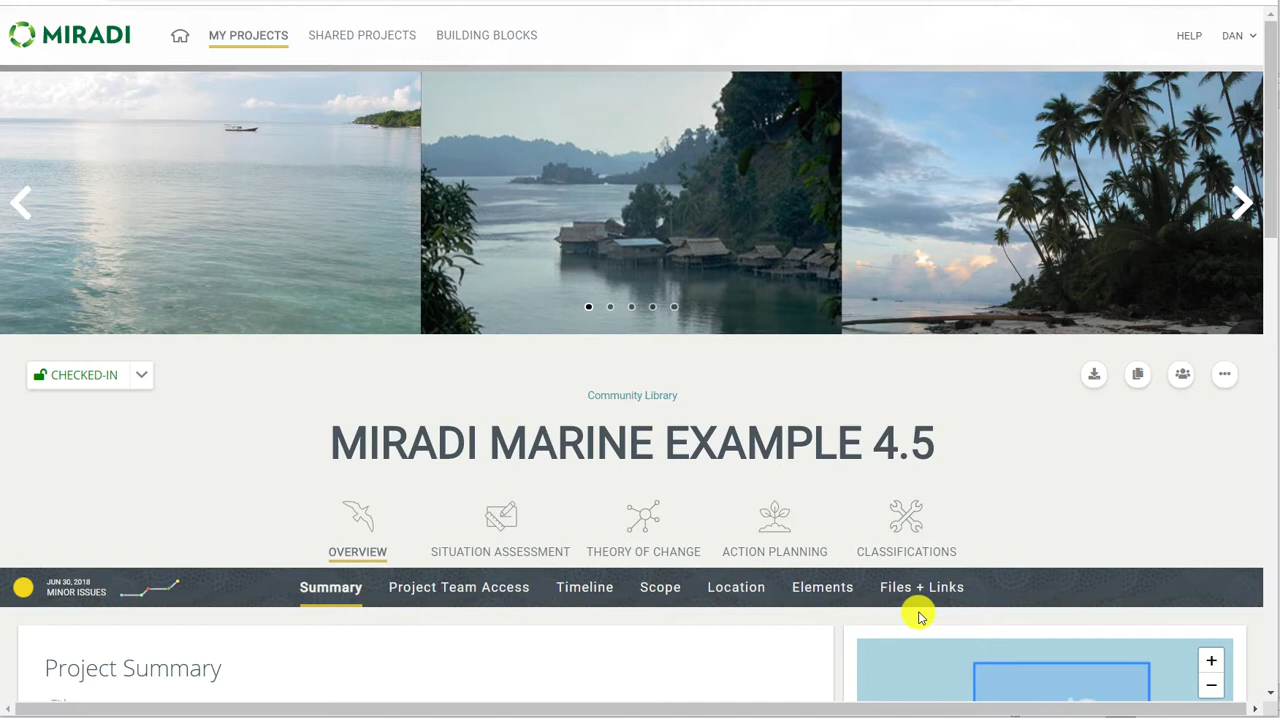 MIRADI
MY PROJECTS
SHARED PROJECTS
BUILDING BLOCKS
HELP
DAN
CHECKED-IN
Community Library
MIRADI MARINE EXAMPLE 4.5
OVERVIEW
SITUATION ASSESSMENT
THEORY OF CHANGE
ACTION PLANNING
CLASSIFICATIONS
JUN 30, 2018
MINOR ISSUES
Summary
Project Team Access
Timeline
Scope
Location
Elements
Files + Links
Project Summary
+
−